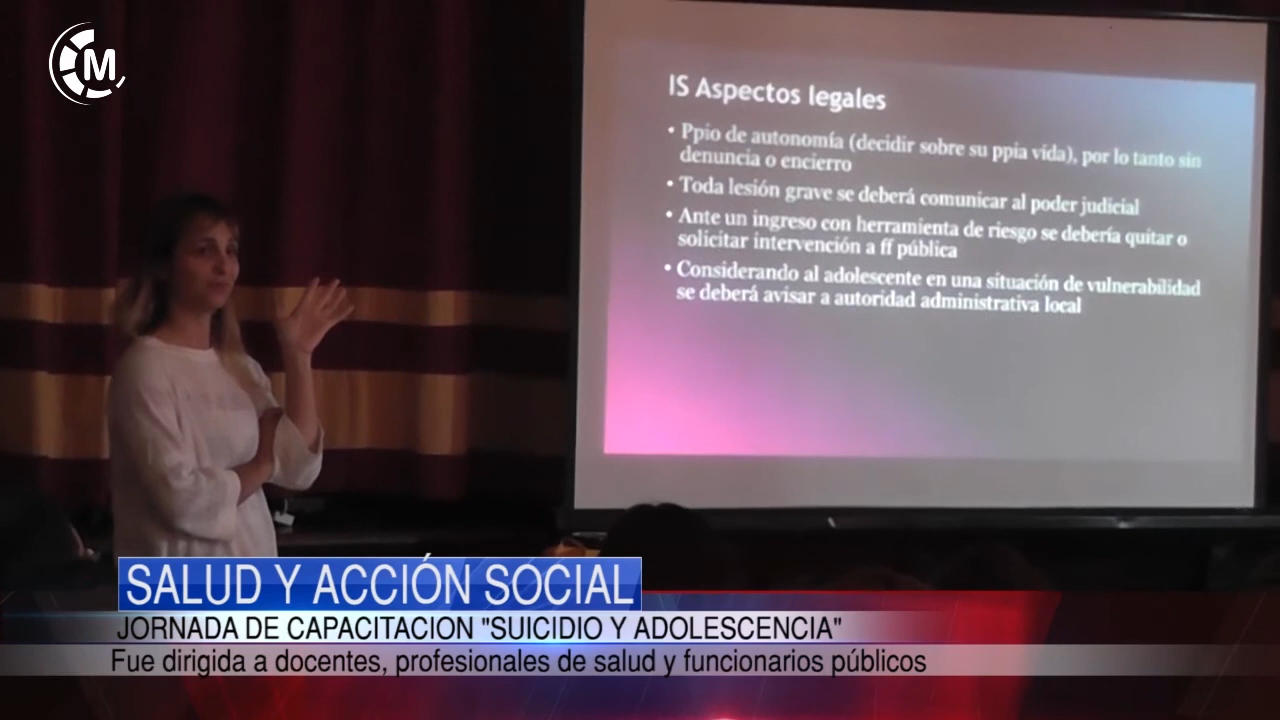 M
IS Aspectos legales
• Ppio de autonomía (decidir sobre su ppia vida), por lo tanto sin
denuncia o encierro
• Toda lesión grave se deberá comunicar al poder judicial
• Ante un ingreso con herramienta de riesgo se debería quitar o
solicitar intervención a ff pública
• Considerando al adolescente en una situación de vulnerabilidad
se deberá avisar a autoridad administrativa local
SALUD Y ACCIÓN SOCIAL
JORNADA DE CAPACITACION "SUICIDIO Y ADOLESCENCIA"
Fue dirigida a docentes, profesionales de salud y funcionarios públicos